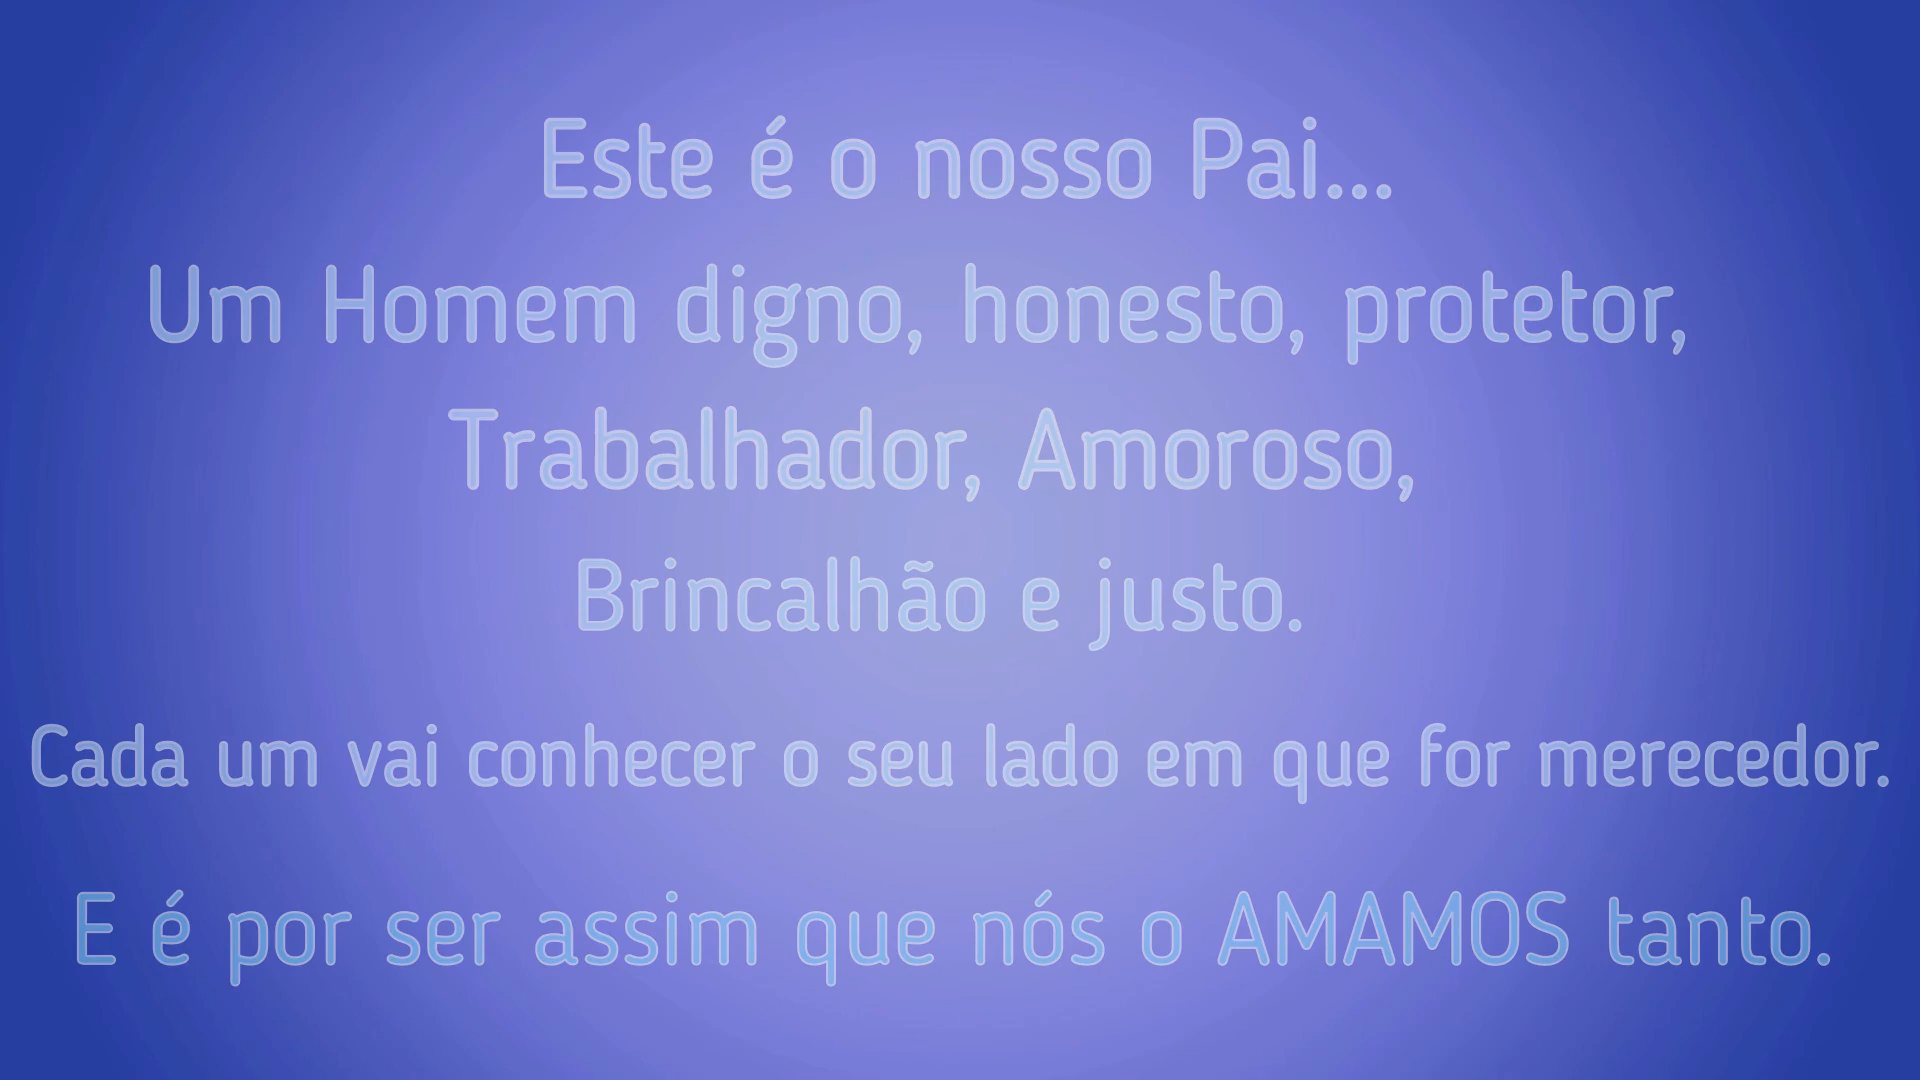 Este é o nosso Pai...
Um Homem digno, honesto, protetor,
Trabalhador, Amoroso,
Brincalhão e justo.
Cada um vai conhecer o seu lado em que for merecedor.
E é por ser assim que nós o AMAMOS tanto.